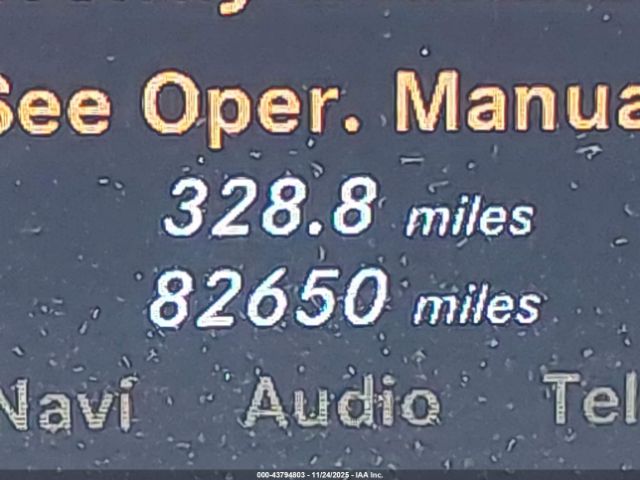 See Oper. Manua
328.8 miles
82650 miles
Navi Audio Tel
000-43794803 - 11/24/2025 - IAA Inc.